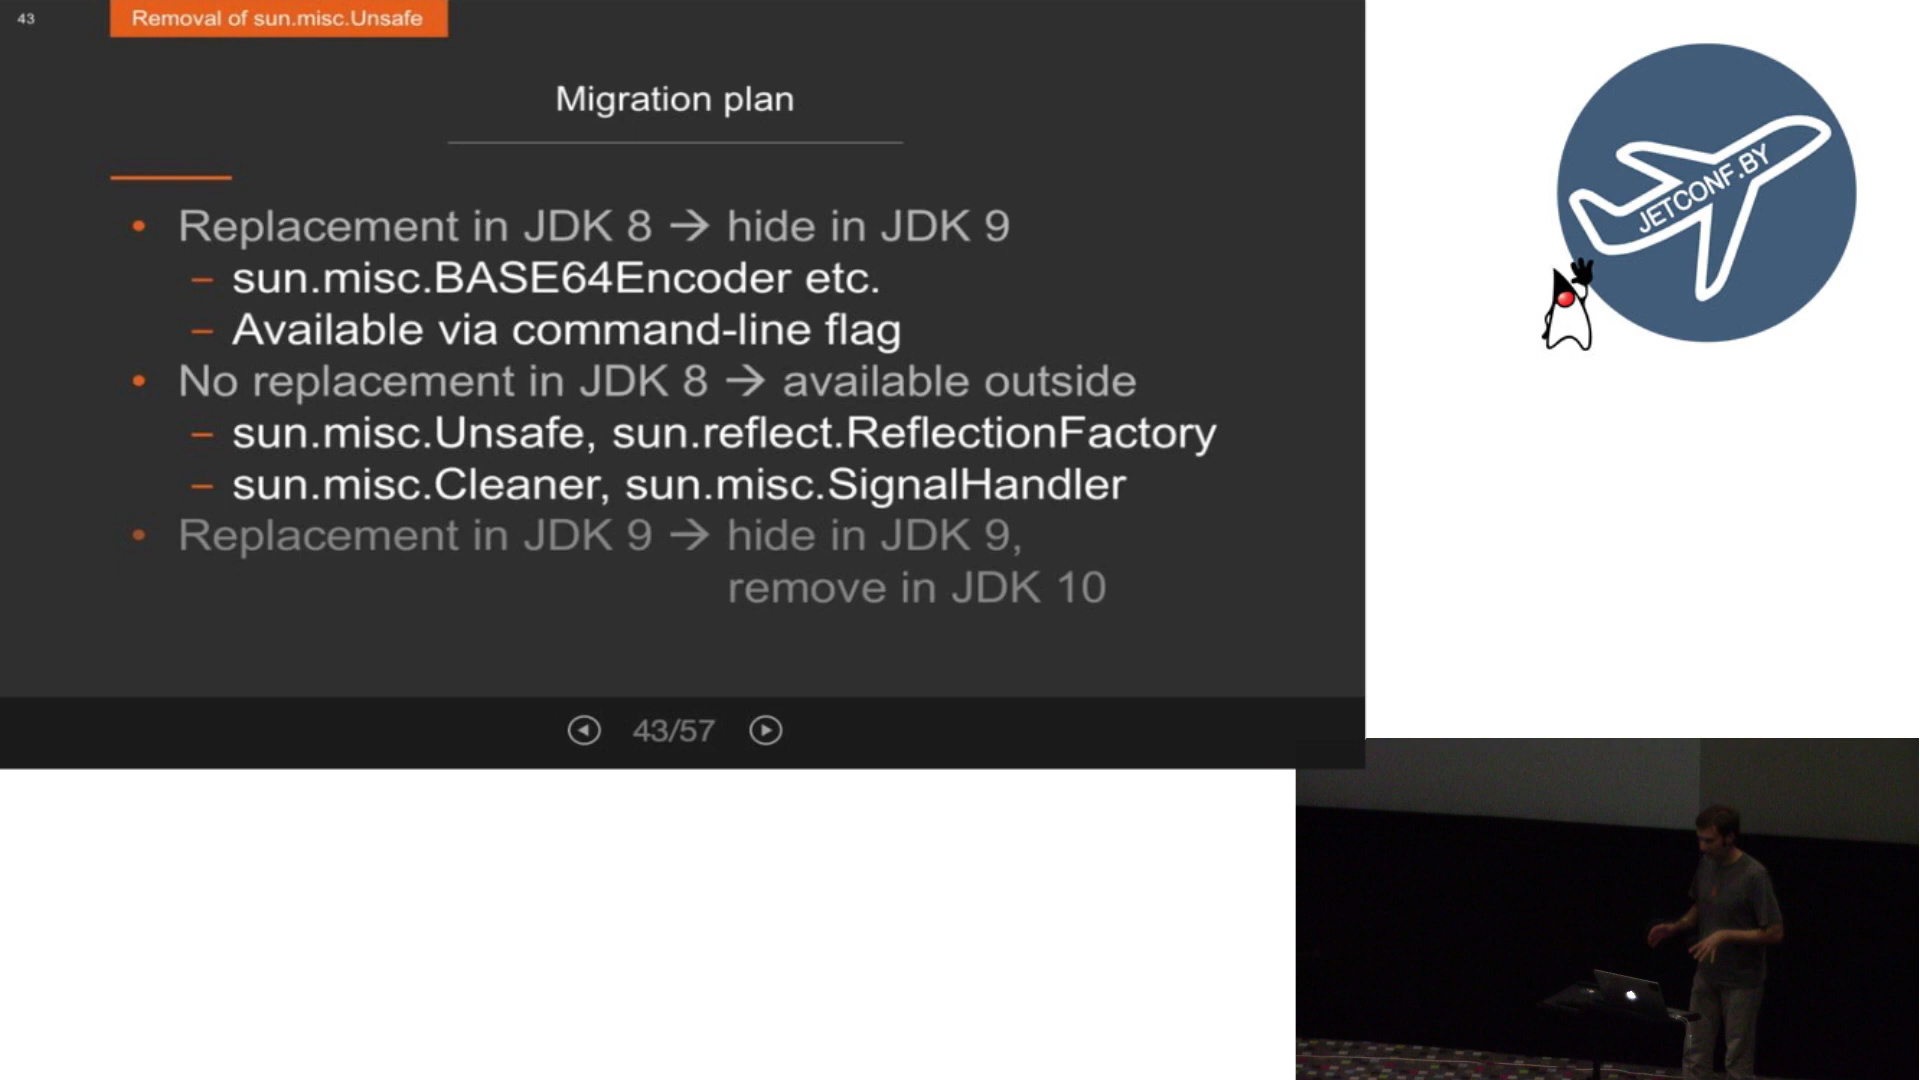 43
Removal of sun.misc.Unsafe
Migration plan
• Replacement in JDK 8 → hide in JDK 9
– sun.misc.BASE64Encoder etc.
– Available via command-line flag
• No replacement in JDK 8 → available outside
– sun.misc.Unsafe, sun.reflect.ReflectionFactory
– sun.misc.Cleaner, sun.misc.SignalHandler
• Replacement in JDK 9 → hide in JDK 9,
remove in JDK 10
43/57
JETCONF.BY